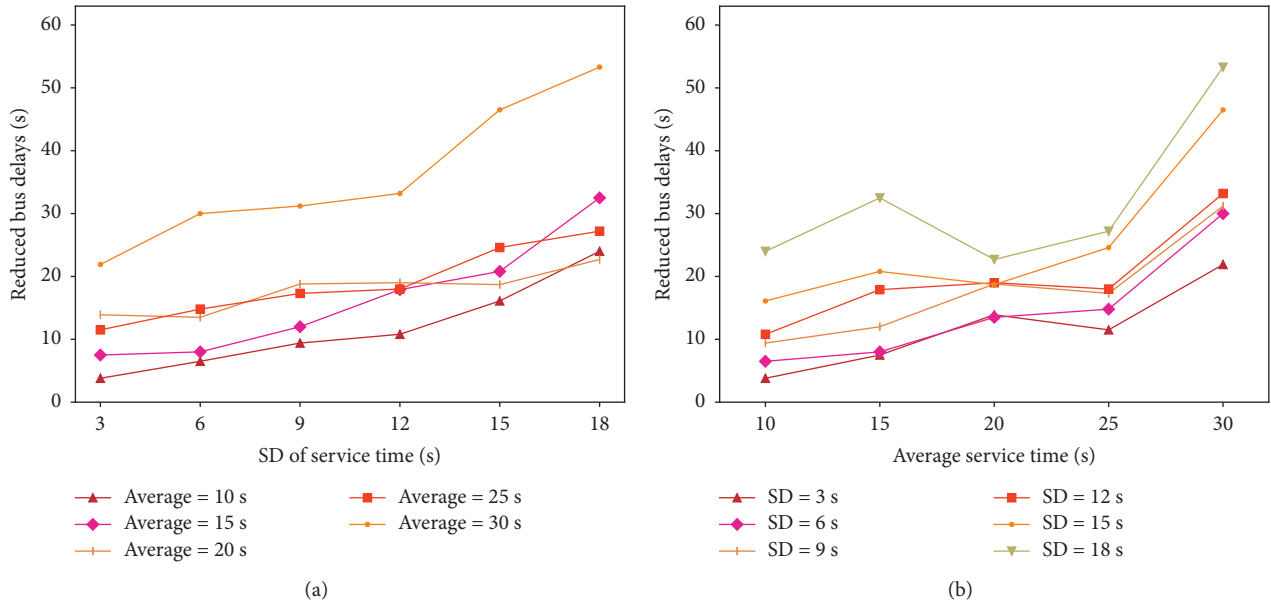 60
50
40
30
20
10
0
Reduced bus delays (s)
3 6 9 12 15 18
SD of service time (s)
Average = 10 s
Average = 15 s
Average = 20 s
Average = 25 s
Average = 30 s
(a)
60
50
40
30
20
10
0
Reduced bus delays (s)
10 15 20 25 30
Average service time (s)
SD = 3 s
SD = 6 s
SD = 9 s
SD = 12 s
SD = 15 s
SD = 18 s
(b)